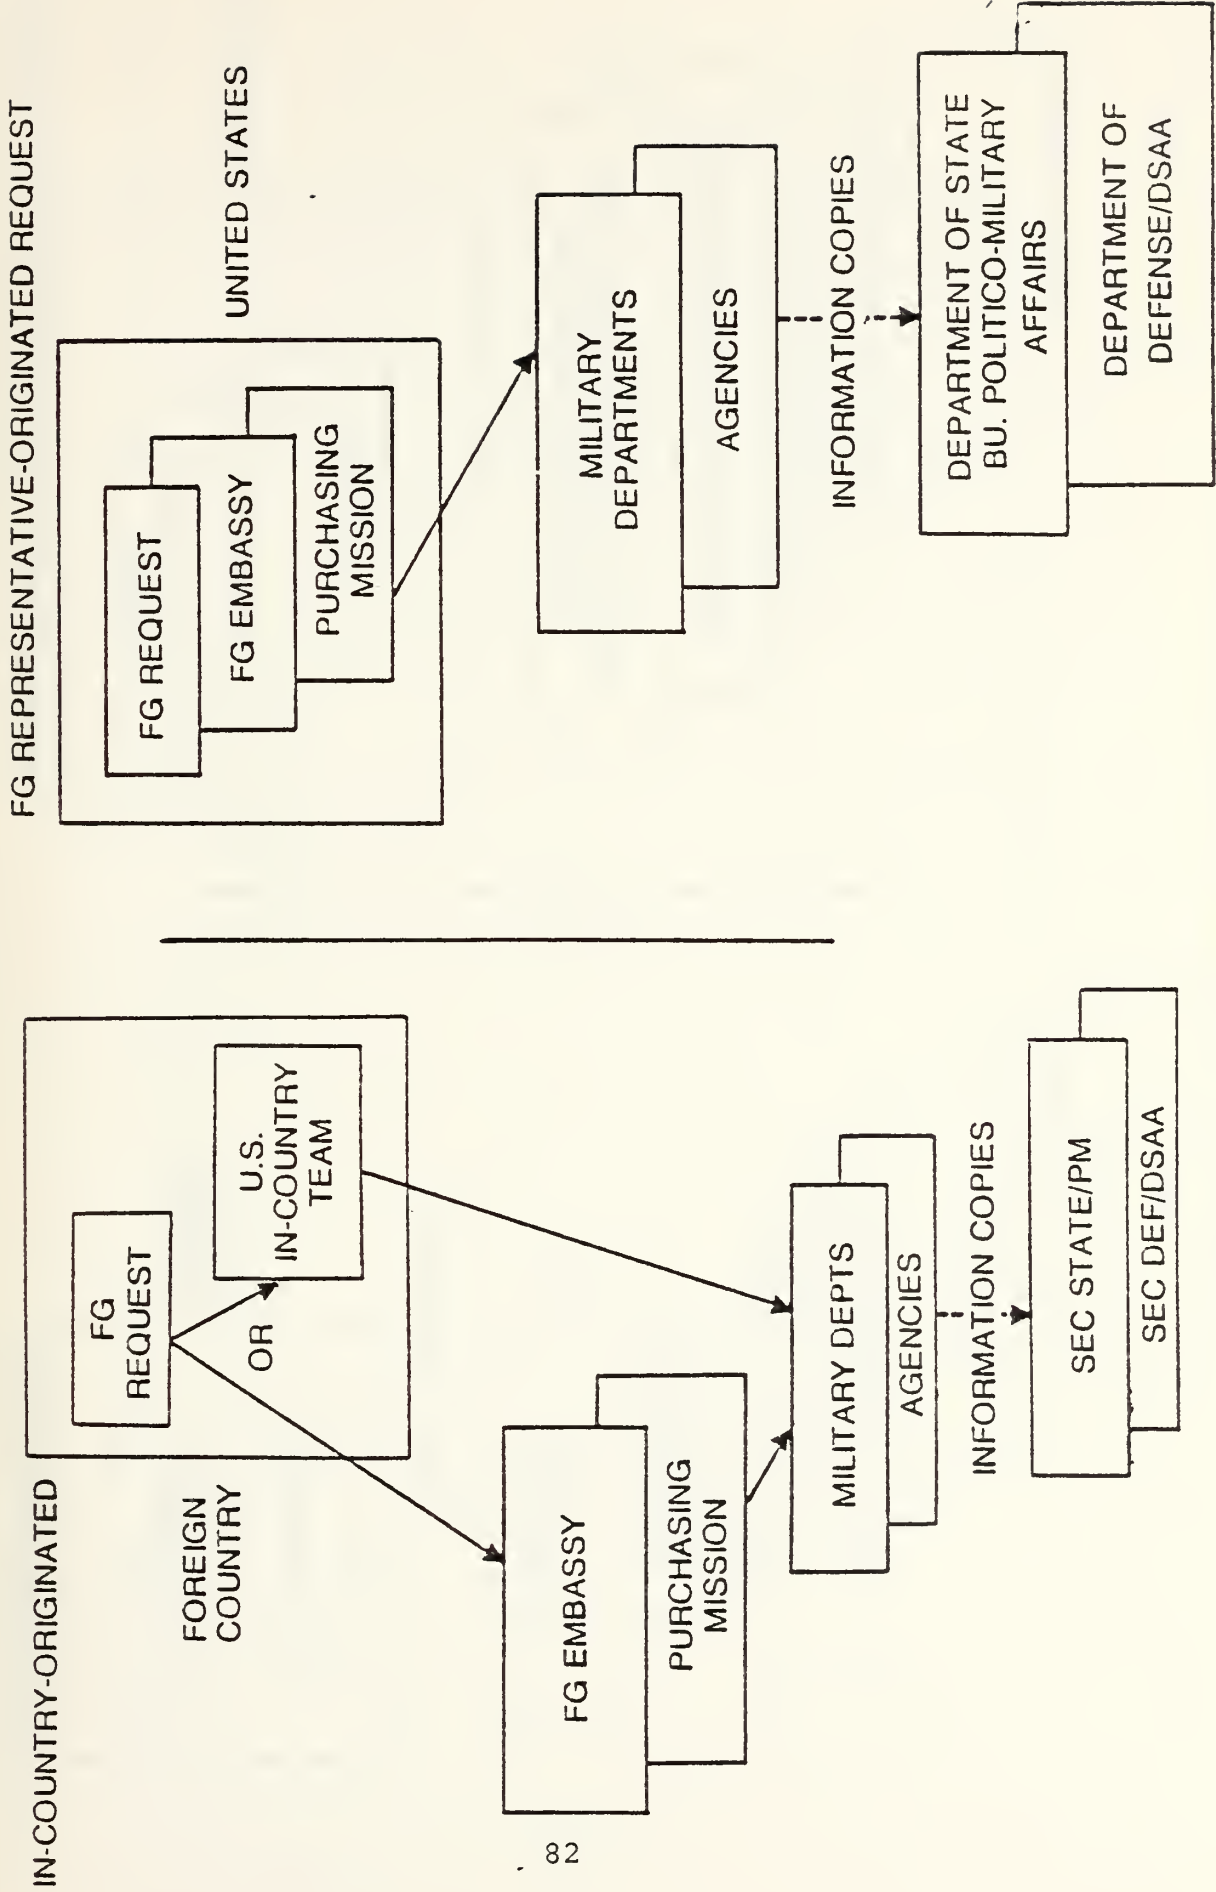 IN-COUNTRY-ORIGINATED
FG
REQUEST
OR
U.S.
IN-COUNTRY
TEAM
FOREIGN
COUNTRY
FG EMBASSY
PURCHASING
MISSION
MILITARY DEPTS
AGENCIES
INFORMATION COPIES
SEC STATE/PM
SEC DEF/DSAA
FG REPRESENTATIVE-ORIGINATED REQUEST
FG REQUEST
FG EMBASSY
PURCHASING
MISSION
UNITED STATES
MILITARY
DEPARTMENTS
AGENCIES
INFORMATION COPIES
DEPARTMENT OF STATE
BU. POLITICO-MILITARY
AFFAIRS
DEPARTMENT OF
DEFENSE/DSAA
82